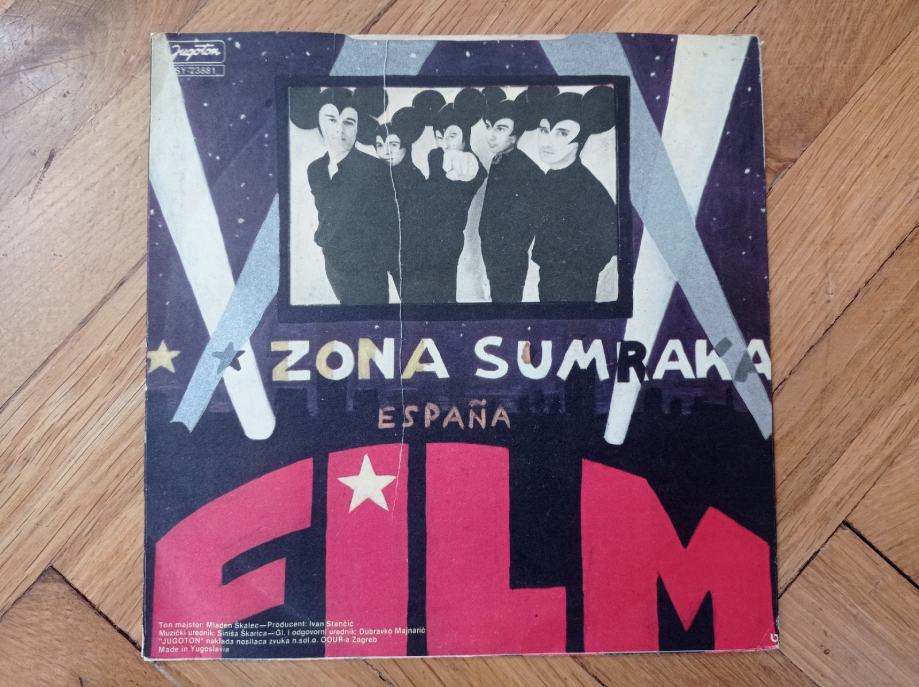 Jugoton
SY-23881
ZONA SUMRAKA
ESPAÑA
FILM
Ton majstor: Mladen Škalec—Producent: Ivan Stančić
Muzički urednik: Siniša Škarica—Gl. i odgovorni urednik: Dubravko Majnarić
"JUGOTON" naklada nosilaca zvuka n.sol.o. OOUR-a Zagreb
Made in Yugoslavia